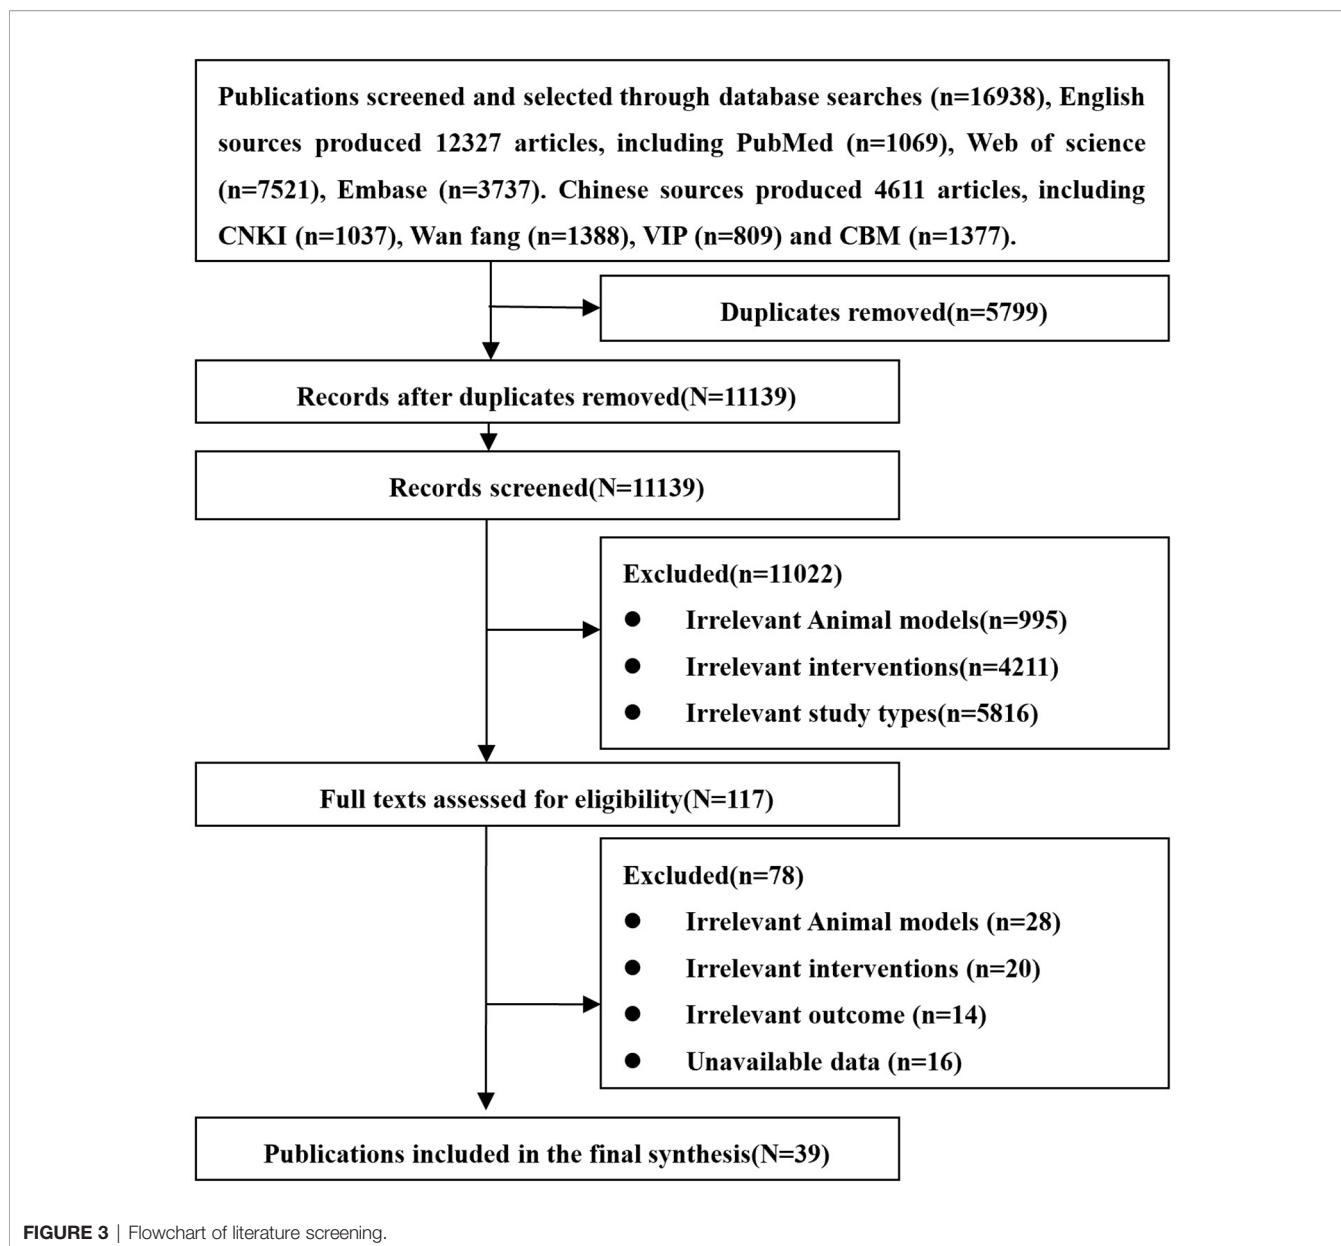 Publications screened and selected through database searches (n=16938), English
sources produced 12327 articles, including PubMed (n=1069), Web of science
(n=7521), Embase (n=3737). Chinese sources produced 4611 articles, including
CNKI (n=1037), Wan fang (n=1388), VIP (n=809) and CBM (n=1377).
Duplicates removed(n=5799)
Records after duplicates removed(N=11139)
Records screened(N=11139)
Excluded(n=11022)
● Irrelevant Animal models(n=995)
● Irrelevant interventions(n=4211)
● Irrelevant study types(n=5816)
Full texts assessed for eligibility(N=117)
Excluded(n=78)
● Irrelevant Animal models (n=28)
● Irrelevant interventions (n=20)
● Irrelevant outcome (n=14)
● Unavailable data (n=16)
Publications included in the final synthesis(N=39)
FIGURE 3 | Flowchart of literature screening.